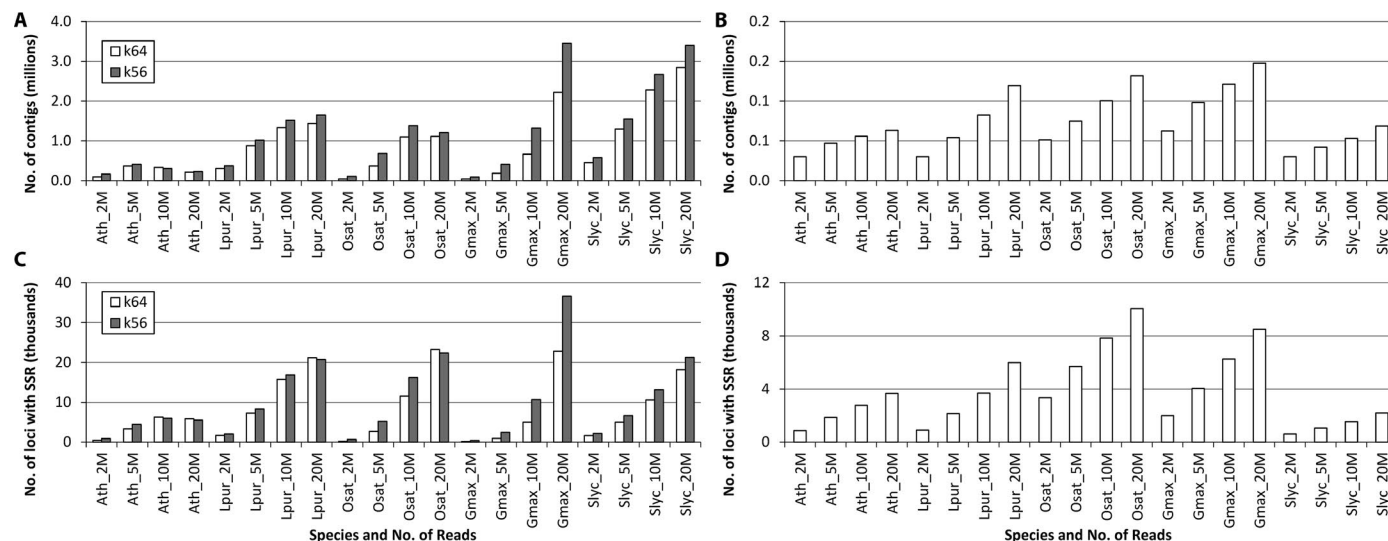 A
No. of contigs (millions)
4.0
3.0
2.0
1.0
0.0
k64
k56
Ath_2M
Ath_5M
Ath_10M
Ath_20M
Lpur_2M
Lpur_5M
Lpur_10M
Lpur_20M
Osat_2M
Osat_5M
Osat_10M
Osat_20M
Gmax_2M
Gmax_5M
Gmax_10M
Gmax_20M
Slyc_2M
Slyc_5M
Slyc_10M
Slyc_20M
B
No. of contigs (millions)
0.2
0.2
0.1
0.1
0.0
Ath_2M
Ath_5M
Ath_10M
Ath_20M
Lpur_2M
Lpur_5M
Lpur_10M
Lpur_20M
Osat_2M
Osat_5M
Osat_10M
Osat_20M
Gmax_2M
Gmax_5M
Gmax_10M
Gmax_20M
Slyc_2M
Slyc_5M
Slyc_10M
Slyc_20M
C
No. of loci with SSR (thousands)
40
30
20
10
0
k64
k56
Ath_2M
Ath_5M
Ath_10M
Ath_20M
Lpur_2M
Lpur_5M
Lpur_10M
Lpur_20M
Osat_2M
Osat_5M
Osat_10M
Osat_20M
Gmax_2M
Gmax_5M
Gmax_10M
Gmax_20M
Slyc_2M
Slyc_5M
Slyc_10M
Slyc_20M
Species and No. of Reads
D
No. of loci with SSR (thousands)
12
8
4
0
Ath_2M
Ath_5M
Ath_10M
Ath_20M
Lpur_2M
Lpur_5M
Lpur_10M
Lpur_20M
Osat_2M
Osat_5M
Osat_10M
Osat_20M
Gmax_2M
Gmax_5M
Gmax_10M
Gmax_20M
Slyc_2M
Slyc_5M
Slyc_10M
Slyc_20M
Species and No. of Reads